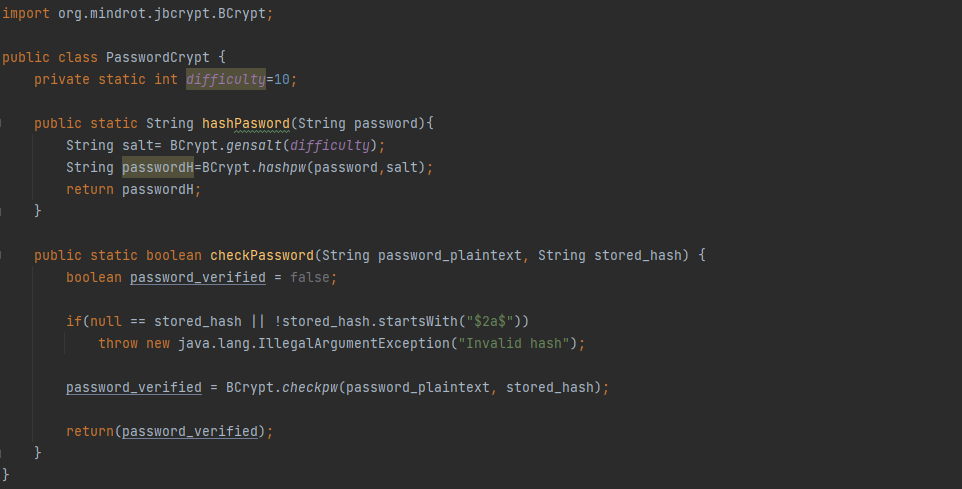 import org.mindrot.jbcrypt.BCrypt;
public class PasswordCrypt {
private static int difficulty=10;
public static String hashPasword(String password){
String salt= BCrypt.gensalt(difficulty);
String passwordH=BCrypt.hashpw(password,salt);
return passwordH;
}
public static boolean checkPassword(String password_plaintext, String stored_hash) {
boolean password_verified = false;
if(null == stored_hash || !stored_hash.startsWith("$2a$"))
throw new java.lang.IllegalArgumentException("Invalid hash");
password_verified = BCrypt.checkpw(password_plaintext, stored_hash);
return(password_verified);
}
}